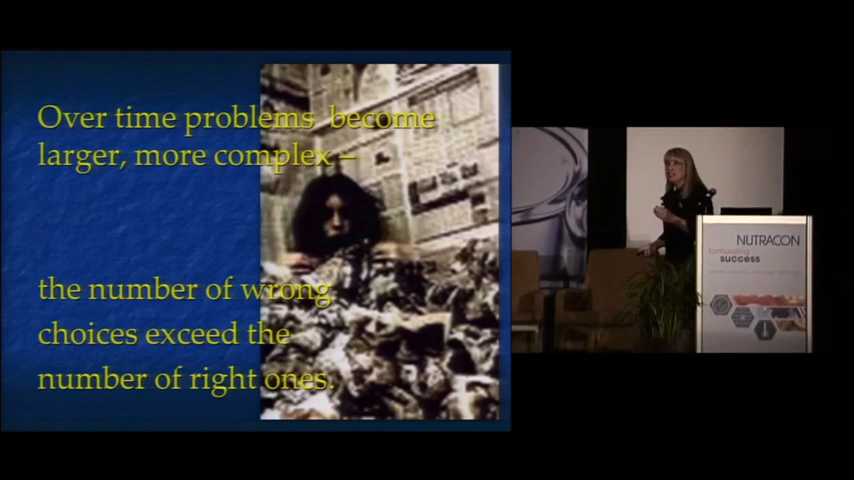 Over time problems become
larger, more complex –
the number of wrong
choices exceed the
number of right ones.
NUTRACON
formulating
success